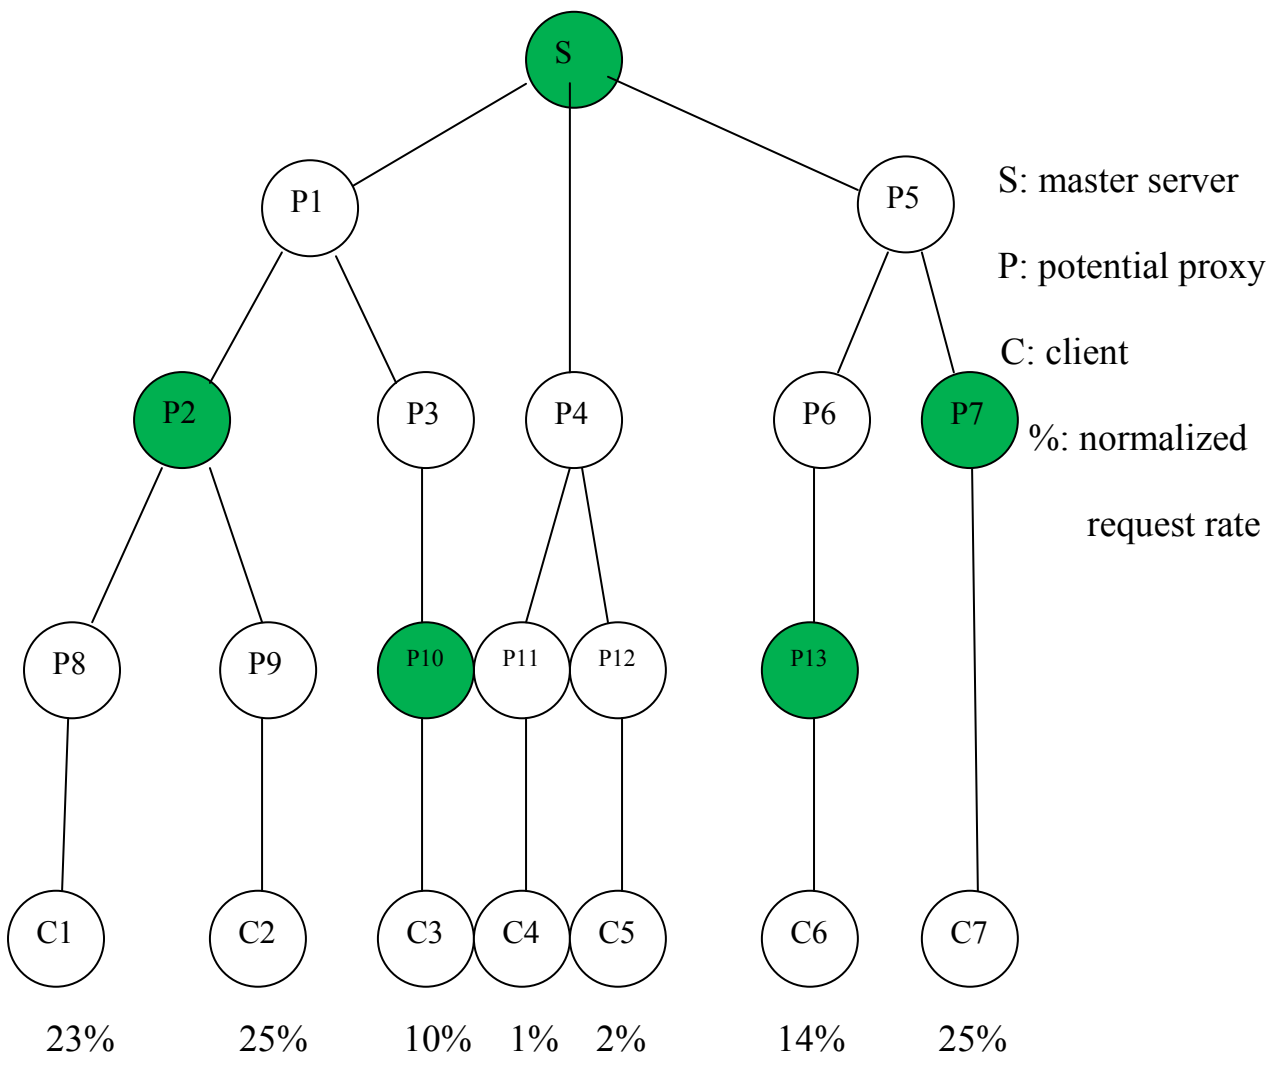 S
P1
P5
S: master server
P: potential proxy
C: client
P2
P3
P4
P6
P7
%: normalized
request rate
P8
P9
P10
P11
P12
P13
C1
C2
C3
C4
C5
C6
C7
23%
25%
10%
1%
2%
14%
25%